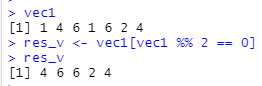 > vec1
[1] 1 4 6 1 6 2 4
> res_v <- vec1[vec1 %% 2 == 0]
> res_v
[1] 4 6 6 2 4